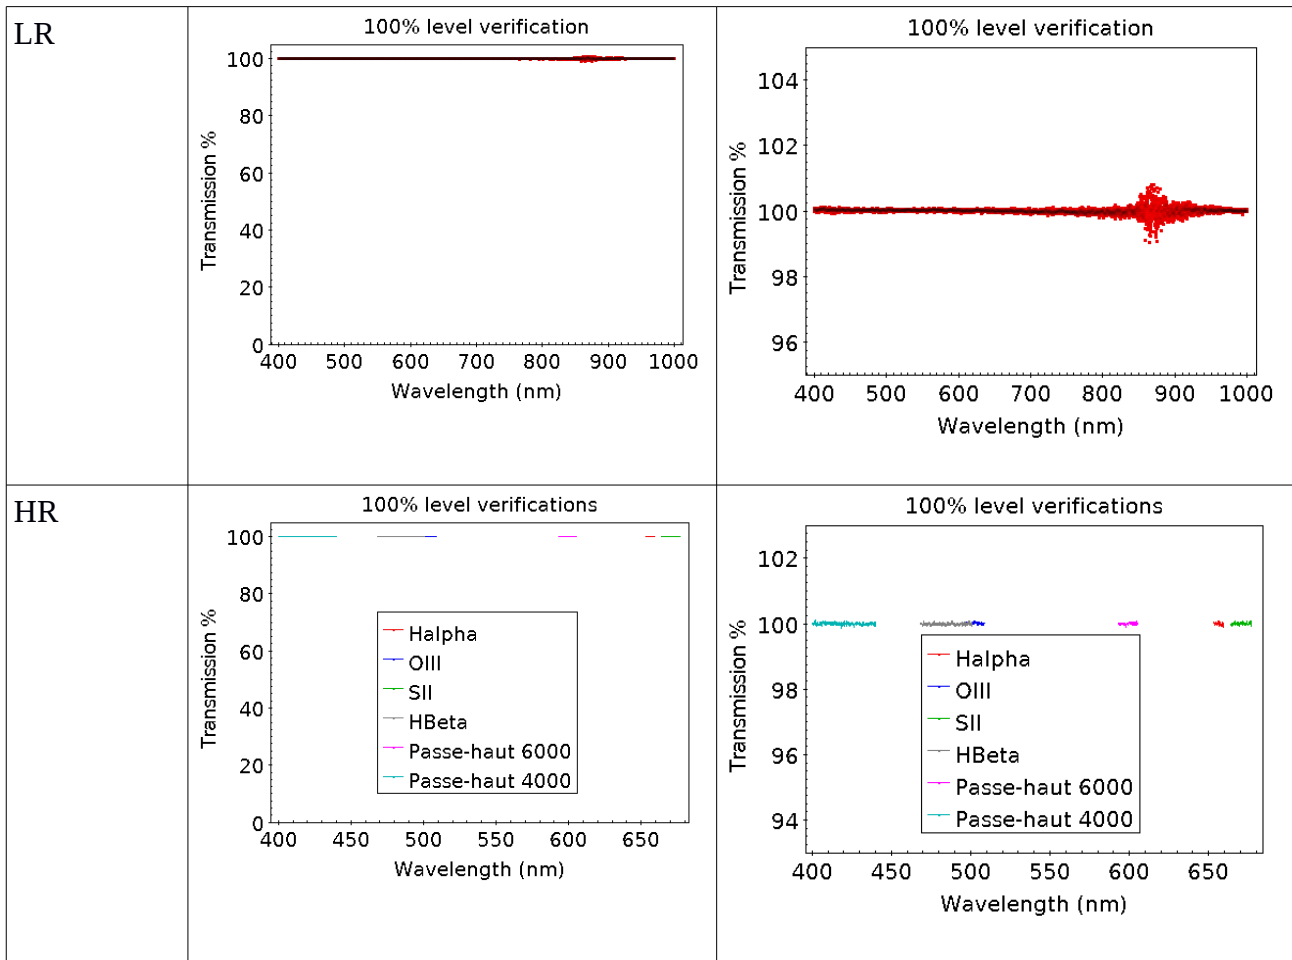 LR
100% level verification
Transmission %
100
80
60
40
20
0
400 500 600 700 800 900 1000
Wavelength (nm)
100% level verification
Transmission %
104
102
100
98
96
400 500 600 700 800 900 1000
Wavelength (nm)
HR
100% level verifications
Transmission %
100
80
60
40
20
0
Halpha
OIII
SII
HBeta
Passe-haut 6000
Passe-haut 4000
400 450 500 550 600 650
Wavelength (nm)
100% level verifications
Transmission %
102
100
98
96
94
Halpha
OIII
SII
HBeta
Passe-haut 6000
Passe-haut 4000
400 450 500 550 600 650
Wavelength (nm)